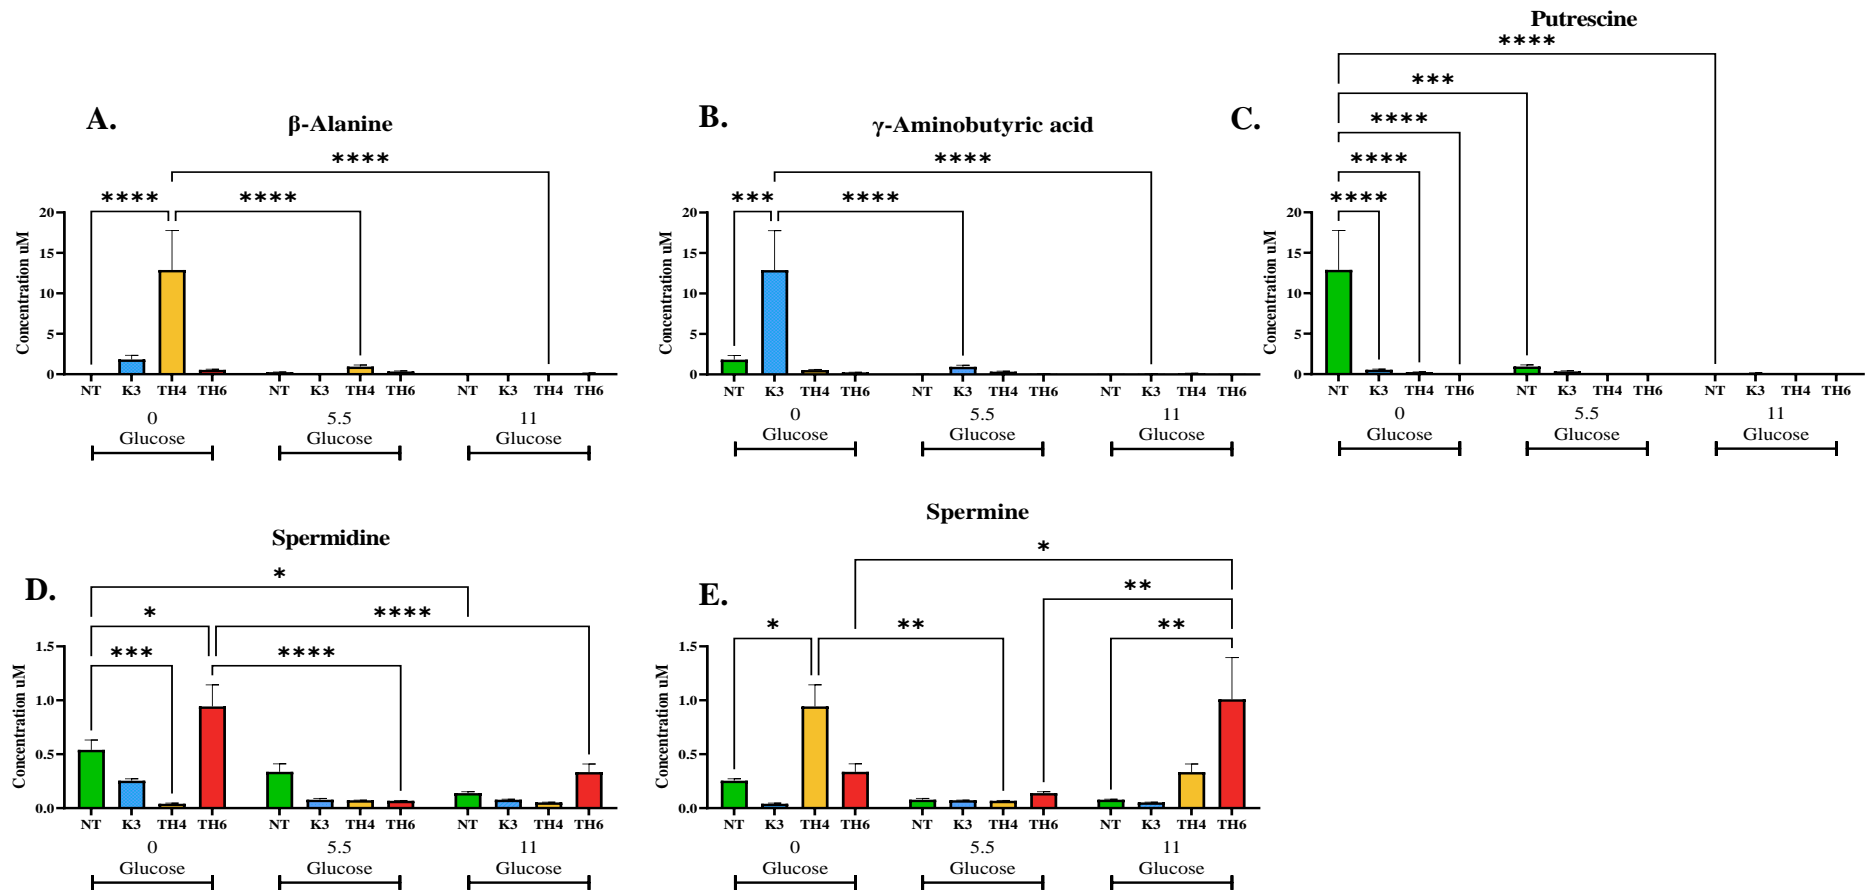 A.
β-Alanine
****
****
****
Concentration uM
20
15
10
5
0
NT K3 TH4 TH6 NT K3 TH4 TH6 NT K3 TH4 TH6
0 5.5 11
Glucose Glucose Glucose
B.
γ-Aminobutyric acid
****
***
****
Concentration uM
20
15
10
5
0
NT K3 TH4 TH6 NT K3 TH4 TH6 NT K3 TH4 TH6
0 5.5 11
Glucose Glucose Glucose
C.
Putrescine
****
***
****
****
****
Concentration uM
20
15
10
5
0
NT K3 TH4 TH6 NT K3 TH4 TH6 NT K3 TH4 TH6
0 5.5 11
Glucose Glucose Glucose
D.
Spermidine
*
* ****
*** ****
Concentration uM
1.5
1.0
0.5
0.0
NT K3 TH4 TH6 NT K3 TH4 TH6 NT K3 TH4 TH6
0 5.5 11
Glucose Glucose Glucose
E.
Spermine
*
**
* ** **
Concentration uM
1.5
1.0
0.5
0.0
NT K3 TH4 TH6 NT K3 TH4 TH6 NT K3 TH4 TH6
0 5.5 11
Glucose Glucose Glucose